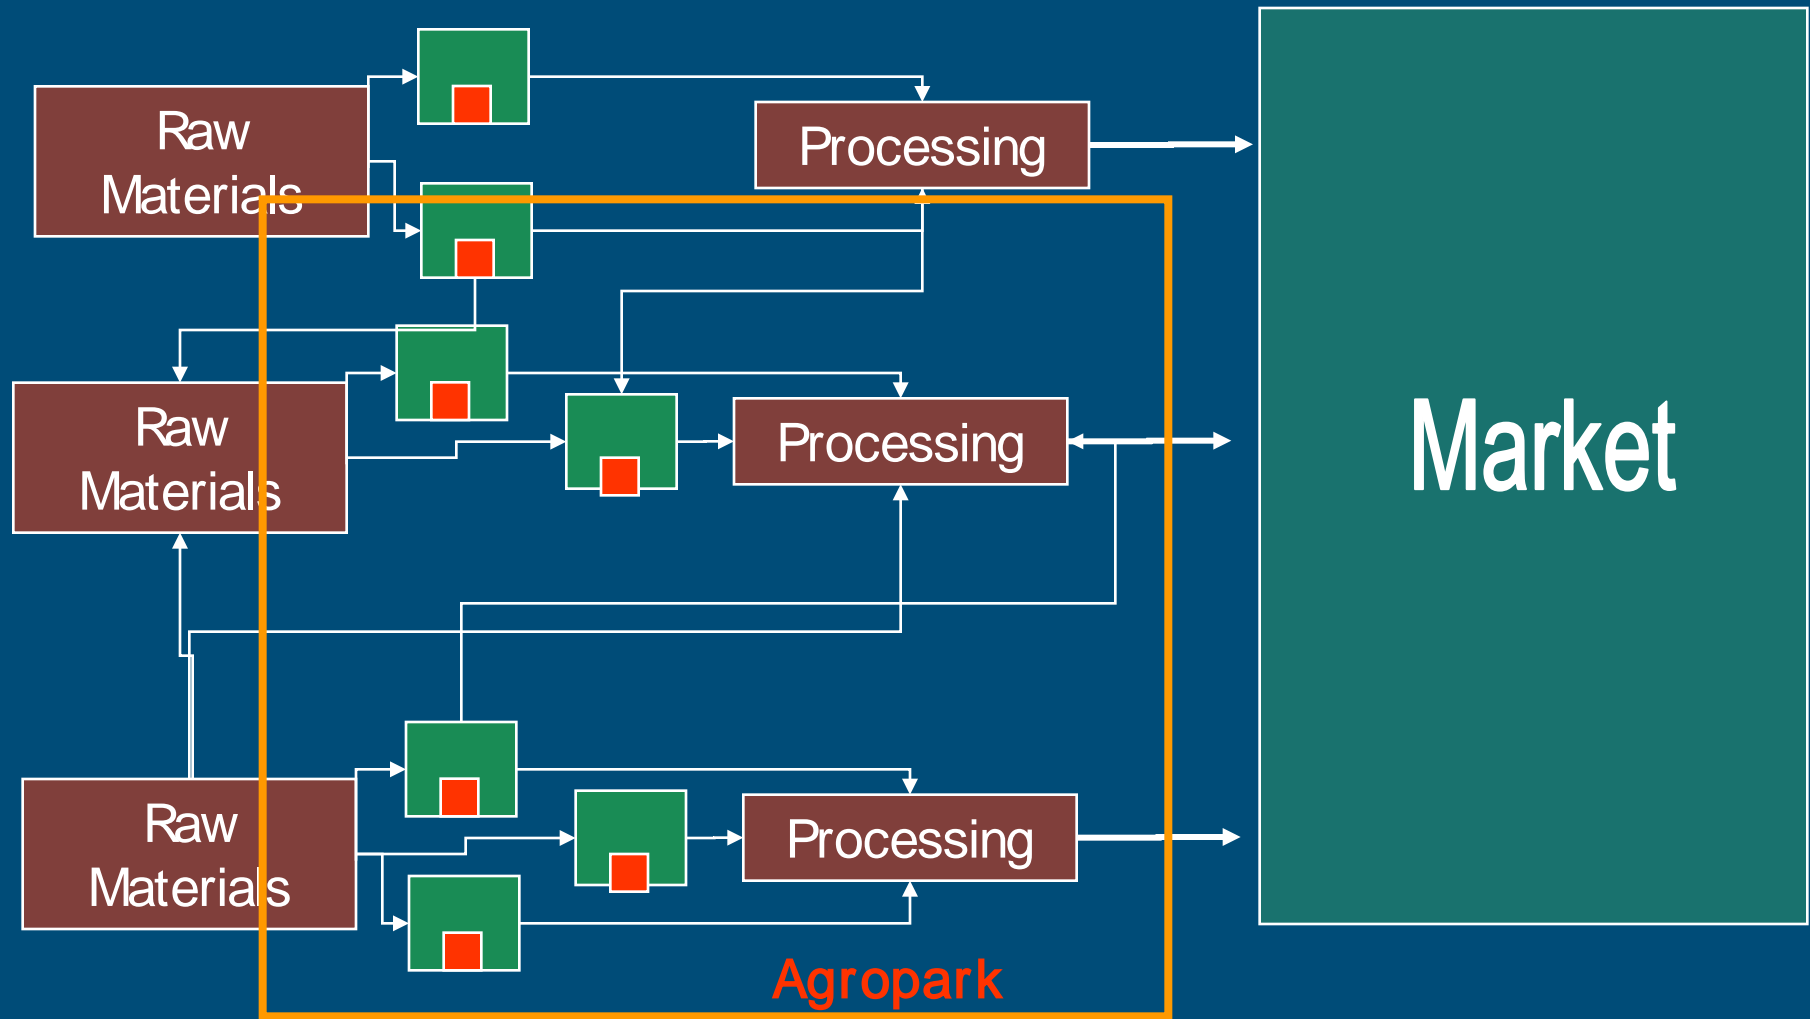 Raw
Materials
Processing
Raw
Materials
Processing
Market
Raw
Materials
Processing
Agropark